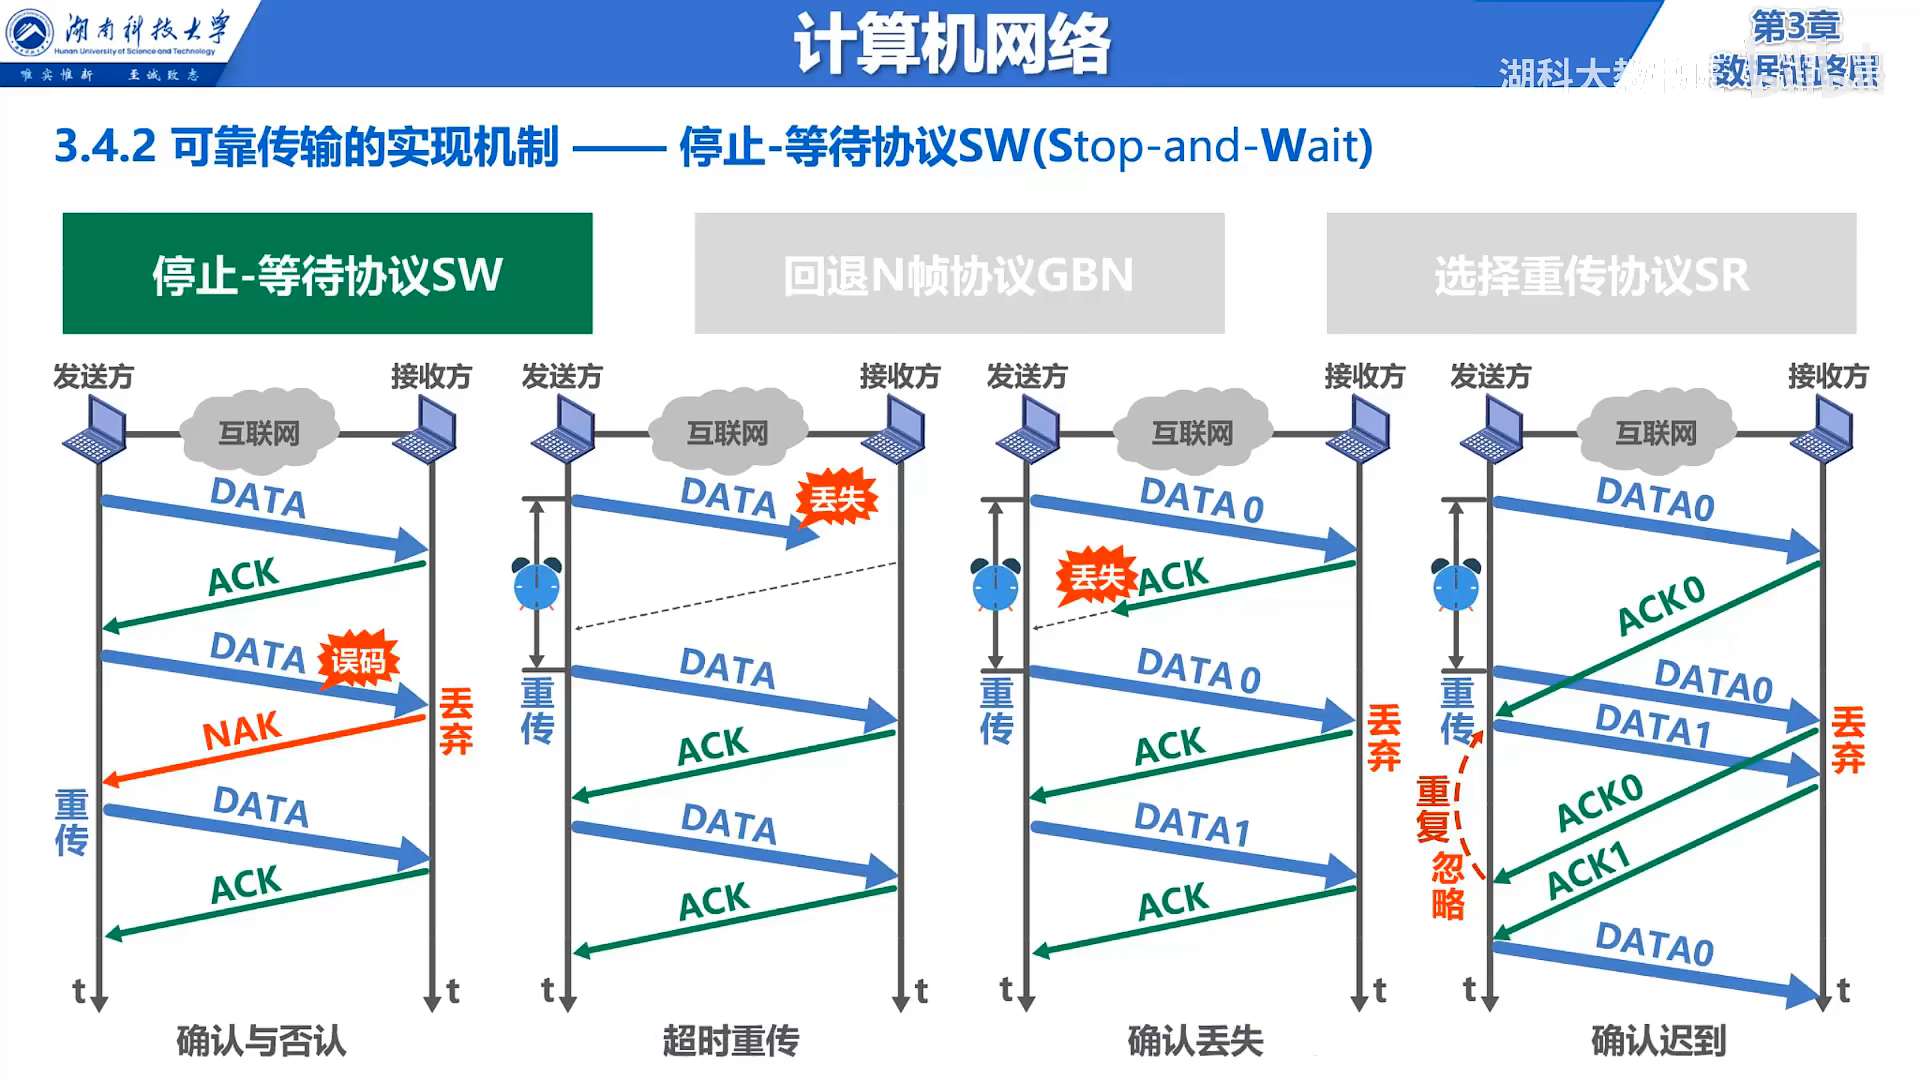 湖南科技大学
Hunan University of Science and Technology
唯实惟新 至诚致志
计算机网络
第3章
数据链路层
湖科大教书匠
3.4.2 可靠传输的实现机制 —— 停止-等待协议SW(Stop-and-Wait)
停止-等待协议SW
回退N帧协议GBN
选择重传协议SR
发送方
接收方
互联网
DATA
ACK
DATA
误码
丢弃
NAK
重传
DATA
ACK
t
t
确认与否认
发送方
接收方
互联网
DATA
丢失
DATA
重传
ACK
DATA
ACK
t
t
超时重传
发送方
接收方
互联网
DATA 0
丢失
ACK
DATA 0
重传
丢弃
ACK
DATA1
ACK
t
t
确认丢失
发送方
接收方
互联网
DATA0
ACK0
DATA0
重传
DATA1
丢弃
重复
忽略
ACK0
ACK1
DATA0
t
t
确认迟到